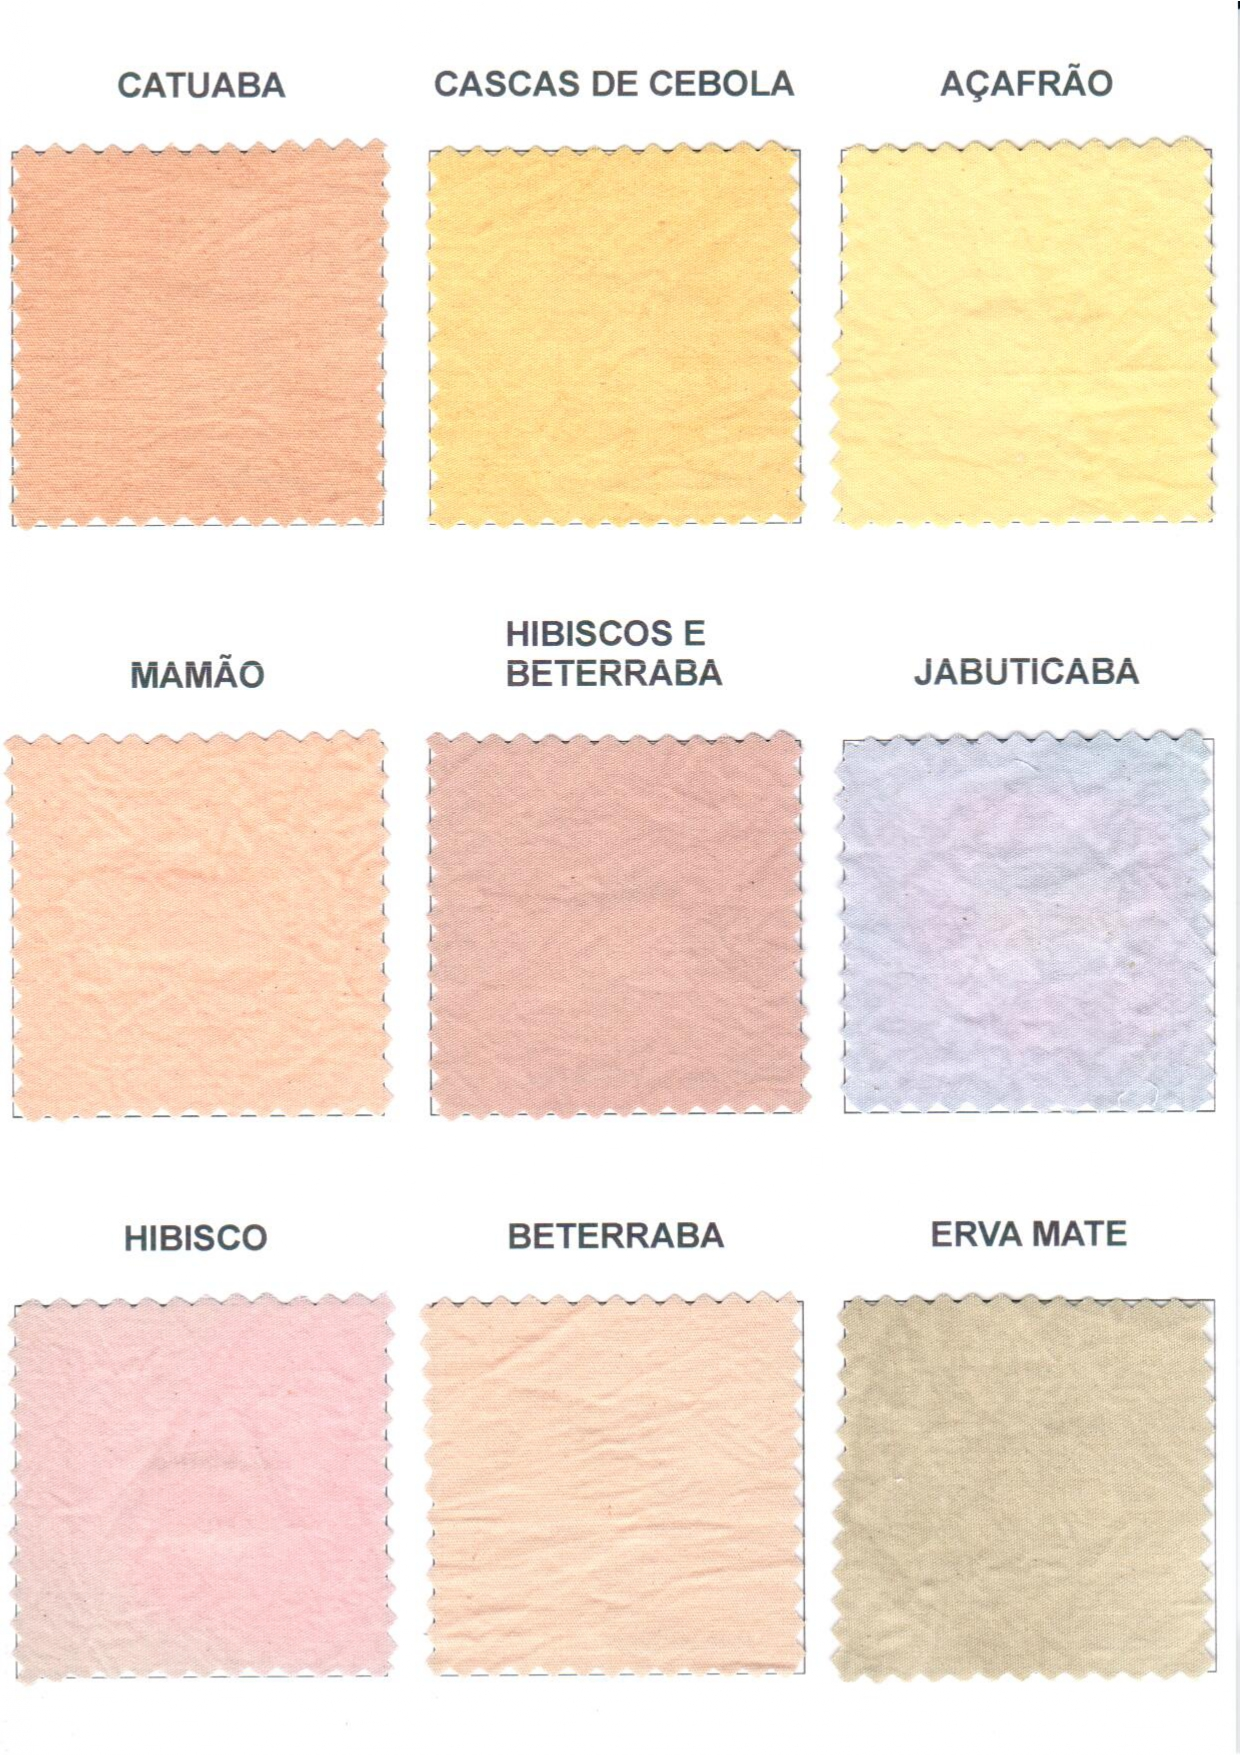 CATUABA
CASCAS DE CEBOLA
AÇAFRÃO
MAMÃO
HIBISCOS E
BETERRABA
JABUTICABA
HIBISCO
BETERRABA
ERVA MATE